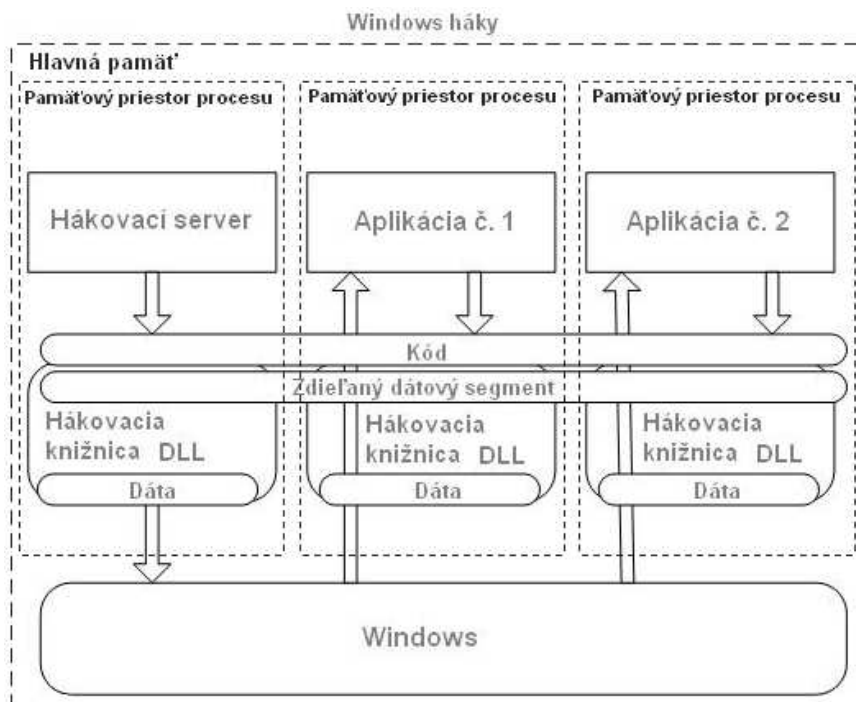 Windows háky
Hlavná pamäť
Pamäťový priestor procesu
Pamäťový priestor procesu
Pamäťový priestor procesu
Hákovací server
Aplikácia č. 1
Aplikácia č. 2
Kód
Zdieľaný dátový segment
Hákovacia
knižnica DLL
Hákovacia
knižnica DLL
Hákovacia
knižnica DLL
Dáta
Dáta
Dáta
Windows